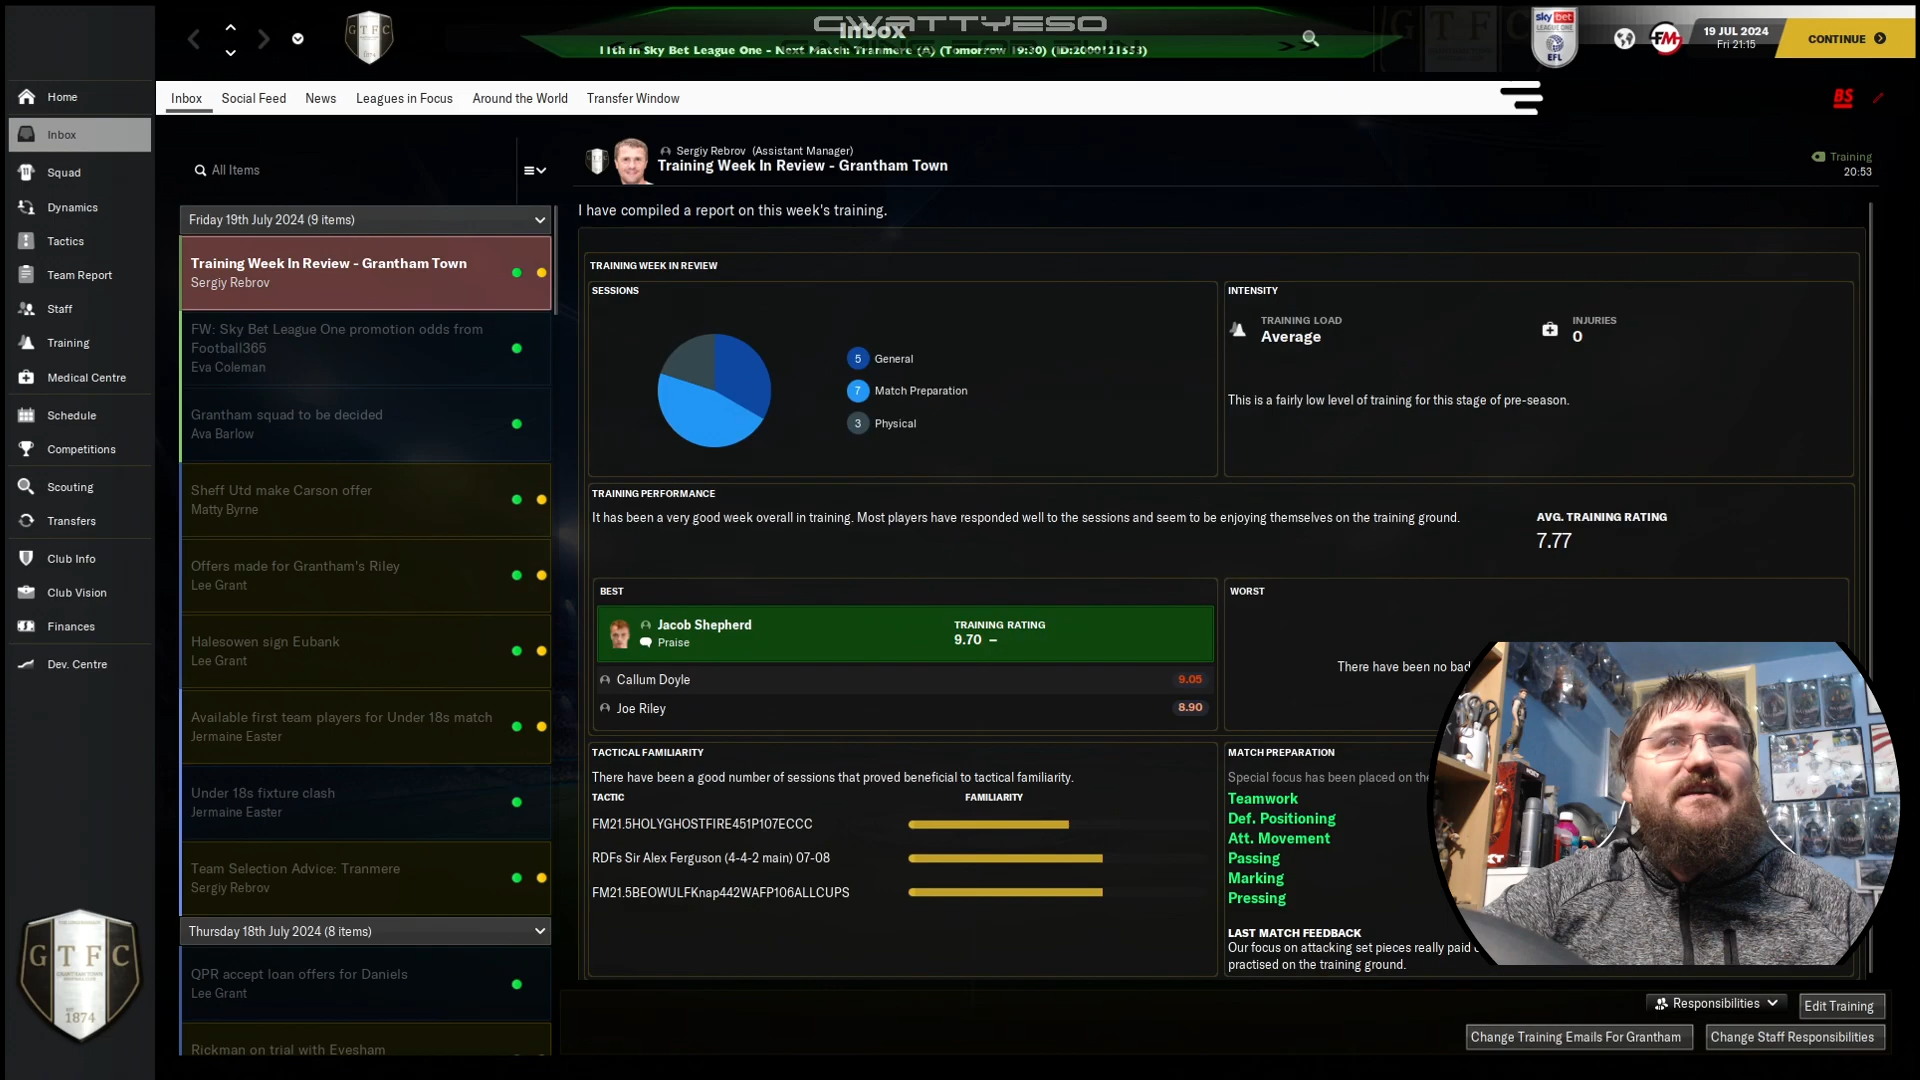 GTFC
GWATTYESO
Inbox
11th in Sky Bet League One - Next Match: Tranmere (A) (Tomorrow 19:30) (ID:2000121553)
sky bet
LEAGUE ONE
EFL
FM
19 JUL 2024
Fri 21:15
CONTINUE
Home
Inbox
Squad
Dynamics
Tactics
Team Report
Staff
Training
Medical Centre
Schedule
Competitions
Scouting
Transfers
Club Info
Club Vision
Finances
Dev. Centre
GTFC
1874
Inbox Social Feed News Leagues in Focus Around the World Transfer Window
BS
All Items
Friday 19th July 2024 (9 items)
Training Week In Review - Grantham Town
Sergiy Rebrov
FW: Sky Bet League One promotion odds from
Football365
Eva Coleman
Grantham squad to be decided
Ava Barlow
Sheff Utd make Carson offer
Matty Byrne
Offers made for Grantham's Riley
Lee Grant
Halesowen sign Eubank
Lee Grant
Available first team players for Under 18s match
Jermaine Easter
Under 18s fixture clash
Jermaine Easter
Team Selection Advice: Tranmere
Sergiy Rebrov
Thursday 18th July 2024 (8 items)
QPR accept loan offers for Daniels
Lee Grant
Rickman on trial with Evesham
Sergiy Rebrov (Assistant Manager)
Training Week In Review - Grantham Town
Training
20:53
I have compiled a report on this week's training.
TRAINING WEEK IN REVIEW
SESSIONS
5 General
7 Match Preparation
3 Physical
INTENSITY
TRAINING LOAD
Average
INJURIES
0
This is a fairly low level of training for this stage of pre-season.
TRAINING PERFORMANCE
It has been a very good week overall in training. Most players have responded well to the sessions and seem to be enjoying themselves on the training ground.
AVG. TRAINING RATING
7.77
BEST
Jacob Shepherd
Praise
TRAINING RATING
9.70 –
Callum Doyle 9.05
Joe Riley 8.90
WORST
There have been no bad
TACTICAL FAMILIARITY
There have been a good number of sessions that proved beneficial to tactical familiarity.
TACTIC FAMILIARITY
FM21.5HOLYGHOSTFIRE451P107ECCC
RDFs Sir Alex Ferguson (4-4-2 main) 07-08
FM21.5BEOWULFKnap442WAFP106ALLCUPS
MATCH PREPARATION
Special focus has been placed on the
Teamwork
Def. Positioning
Att. Movement
Passing
Marking
Pressing
LAST MATCH FEEDBACK
Our focus on attacking set pieces really paid
practised on the training ground.
Responsibilities
Edit Training
Change Training Emails For Grantham
Change Staff Responsibilities